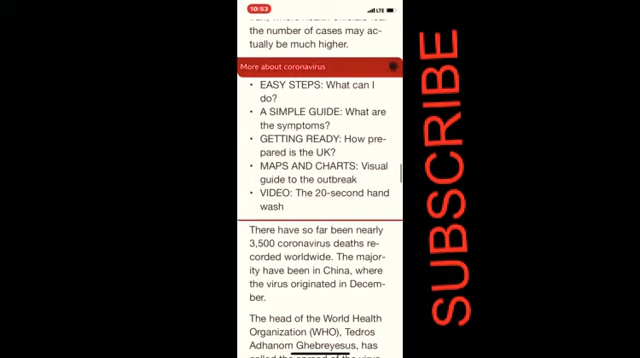 10:53
LTE
the number of cases may ac-
tually be much higher.
More about coronavirus
• EASY STEPS: What can I
do?
• A SIMPLE GUIDE: What are
the symptoms?
• GETTING READY: How pre-
pared is the UK?
• MAPS AND CHARTS: Visual
guide to the outbreak
• VIDEO: The 20-second hand
wash
There have so far been nearly
3,500 coronavirus deaths re-
corded worldwide. The major-
ity have been in China, where
the virus originated in Decem-
ber.
The head of the World Health
Organization (WHO), Tedros
Adhanom Ghebreyesus, has
SUBSCRIBE